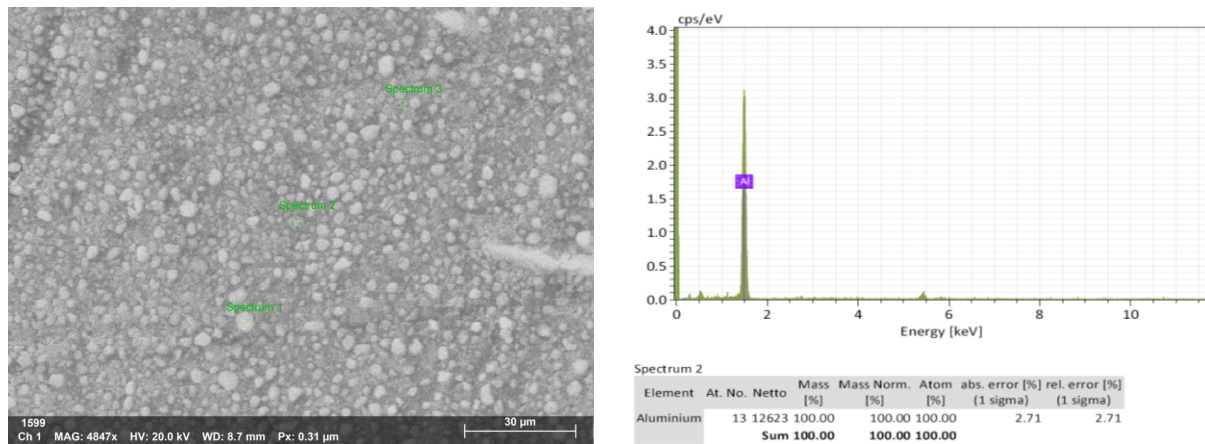 Spectrum 3
Spectrum 2
Spectrum 1
1599
30 µm
Ch 1 MAG: 4847x HV: 20.0 kV WD: 8.7 mm Px: 0.31 µm
cps/eV
4.0
3.5
3.0
2.5
2.0
1.5
1.0
0.5
0.0
Al
0 2 4 6 8 10
Energy [keV]
Spectrum 2
Element At. No. Netto Mass [%] Mass Norm. [%] Atom [%] abs. error [%] (1 sigma) rel. error [%] (1 sigma)
Aluminium 13 12623 100.00 100.00 100.00 2.71 2.71
Sum 100.00 100.00 100.00